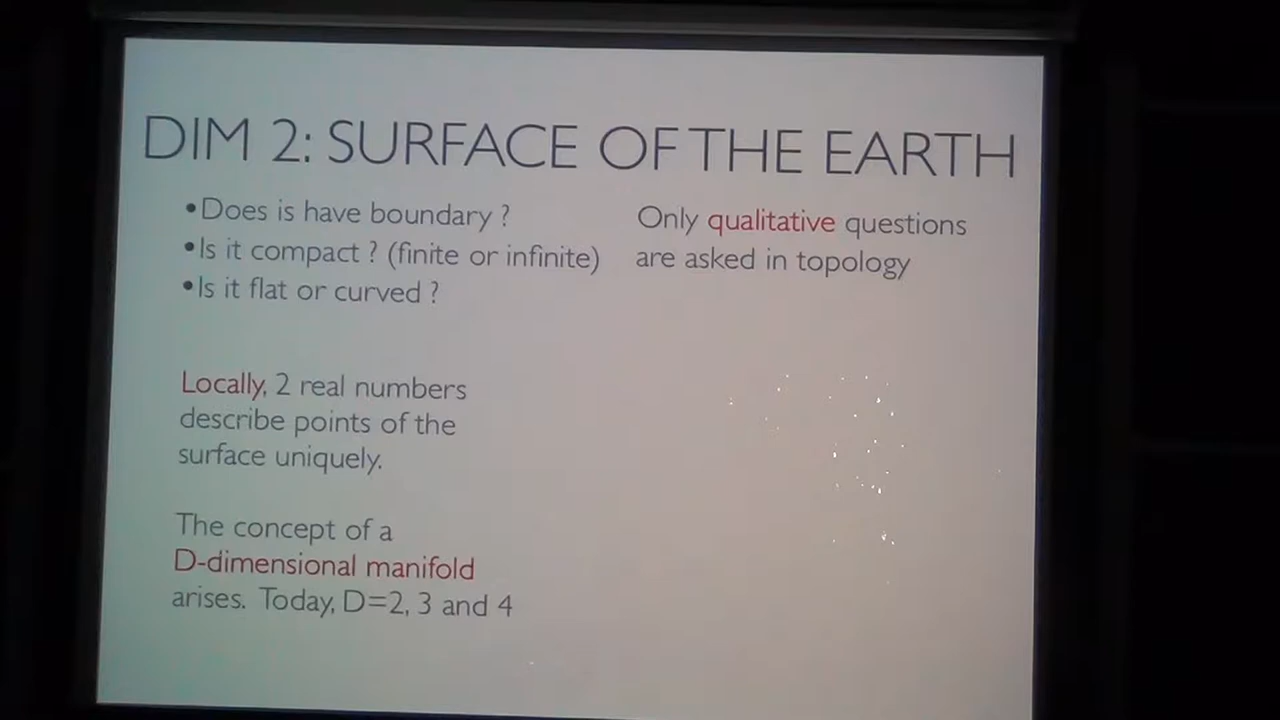 DIM 2: SURFACE OF THE EARTH
•Does is have boundary ?
•Is it compact ? (finite or infinite)
•Is it flat or curved ?
Only qualitative questions
are asked in topology
Locally, 2 real numbers
describe points of the
surface uniquely.
The concept of a
D-dimensional manifold
arises. Today, D=2, 3 and 4